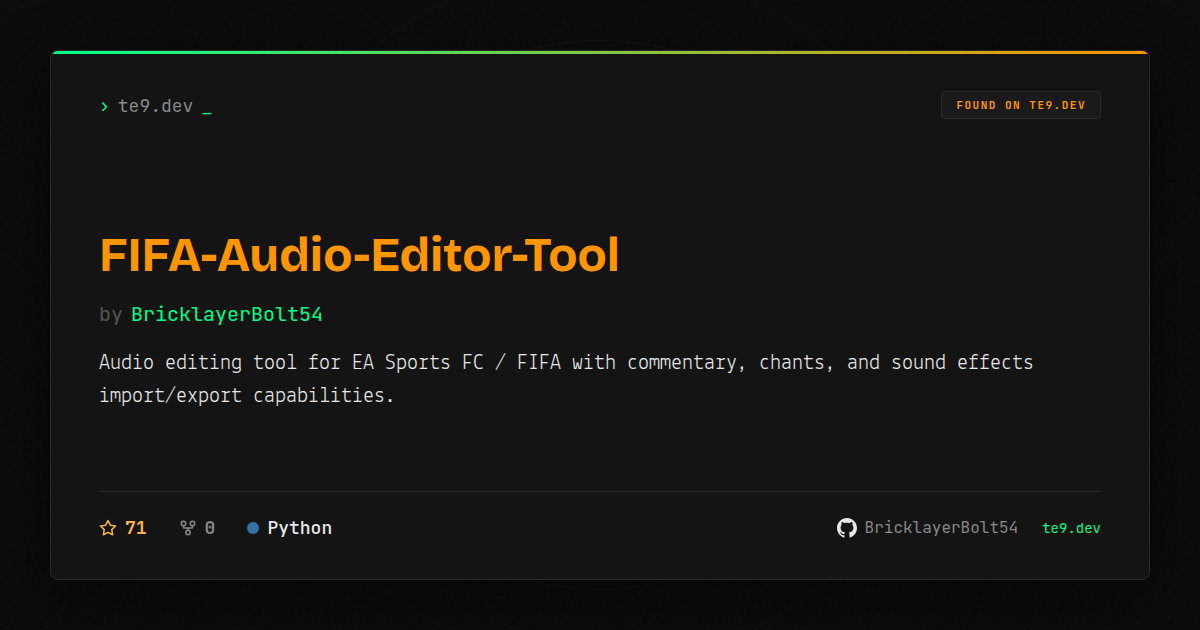 › te9.dev _
FOUND ON TE9.DEV
FIFA-Audio-Editor-Tool
by BricklayerBolt54
Audio editing tool for EA Sports FC / FIFA with commentary, chants, and sound effects
import/export capabilities.
71 0 Python
BricklayerBolt54 te9.dev